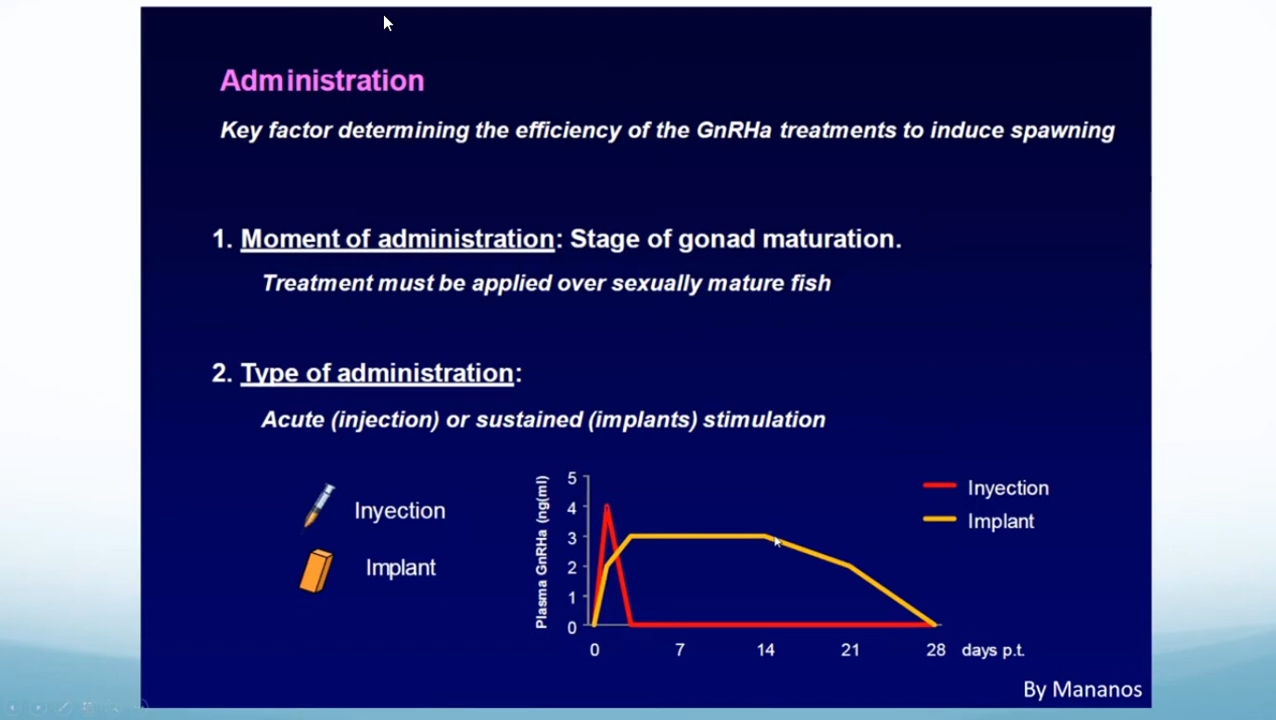 Administration
Key factor determining the efficiency of the GnRHa treatments to induce spawning
1. Moment of administration: Stage of gonad maturation.
Treatment must be applied over sexually mature fish
2. Type of administration:
Acute (injection) or sustained (implants) stimulation
Inyection
Implant
Plasma GnRHa (ng(ml)
5
4
3
2
1
0
0 7 14 21 28 days p.t.
Inyection
Implant
By Mananos